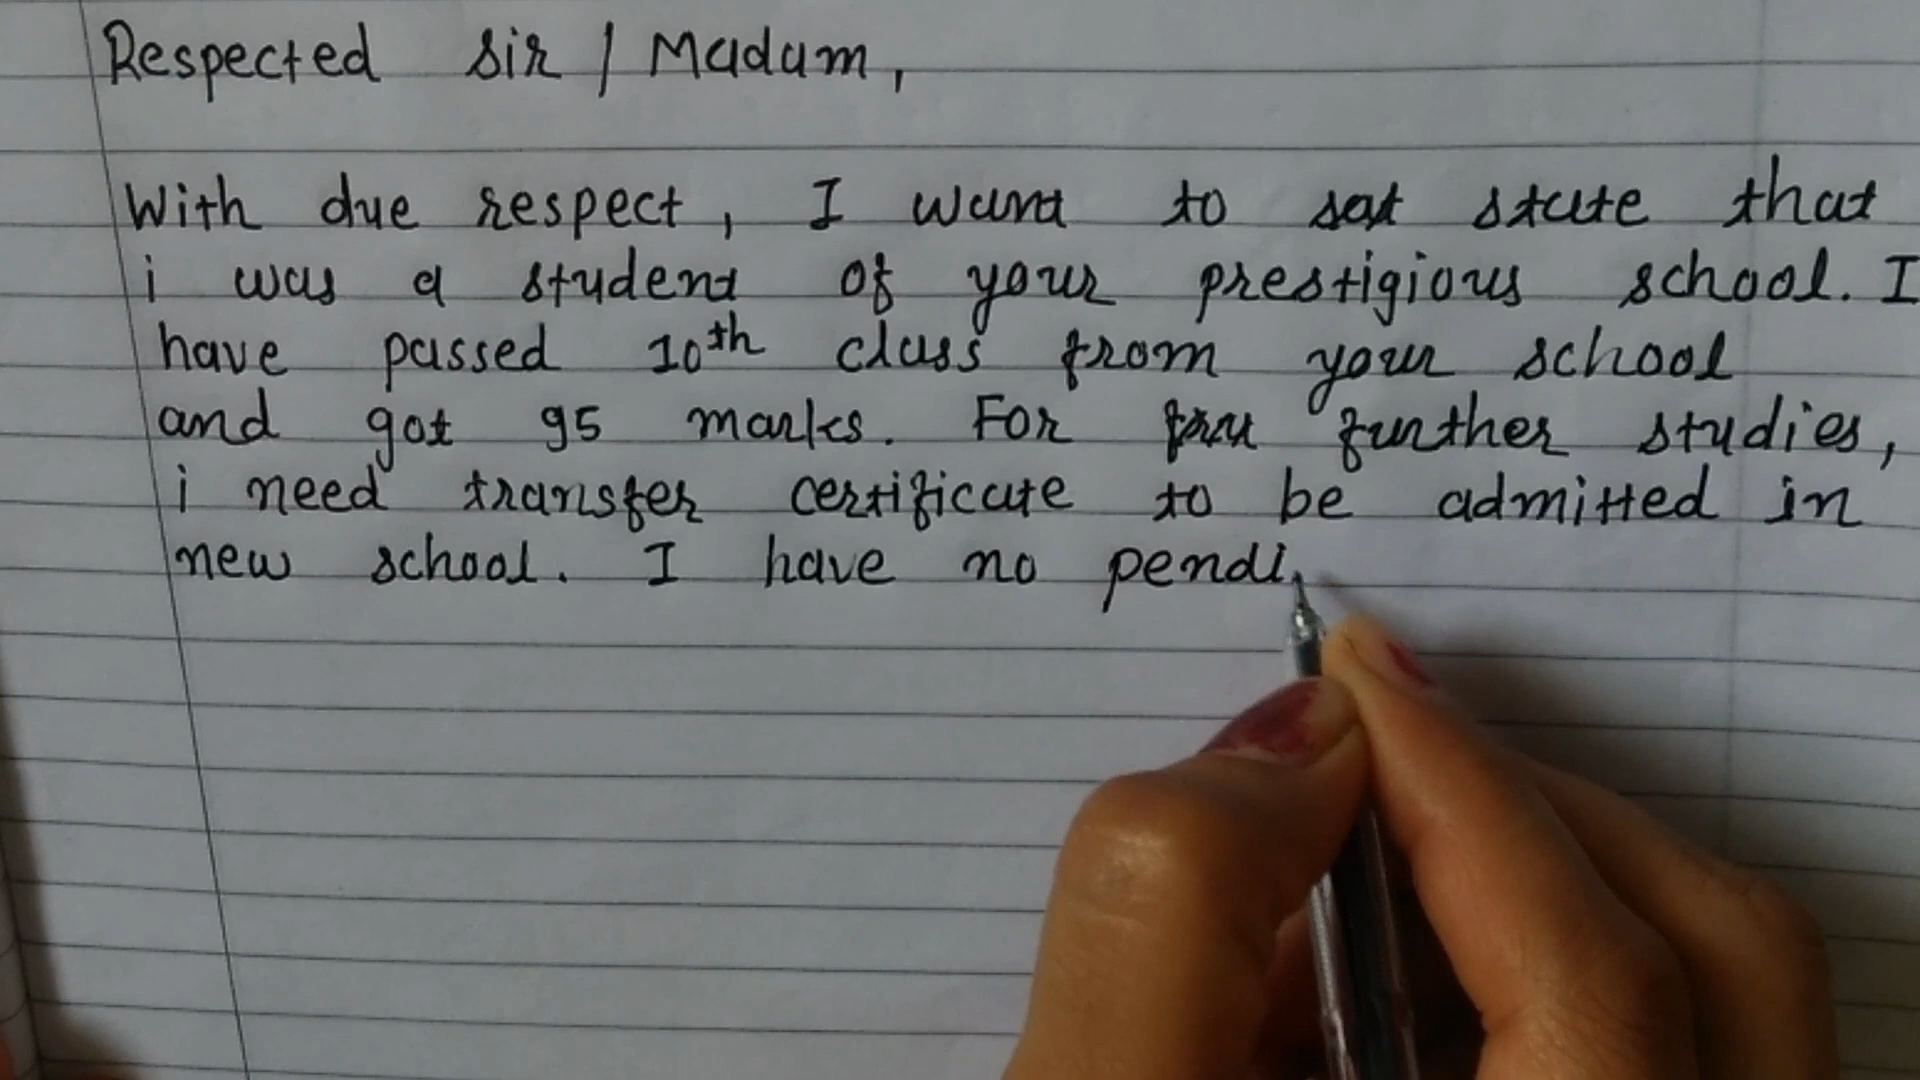 Respected Sir / Madam,
With due respect, I want to sat state that
i was a student of your prestigious school. I
have passed 10th class from your school
and got 95 marks. For further studies,
i need transfer certificate to be admitted in
new school. I have no pendi